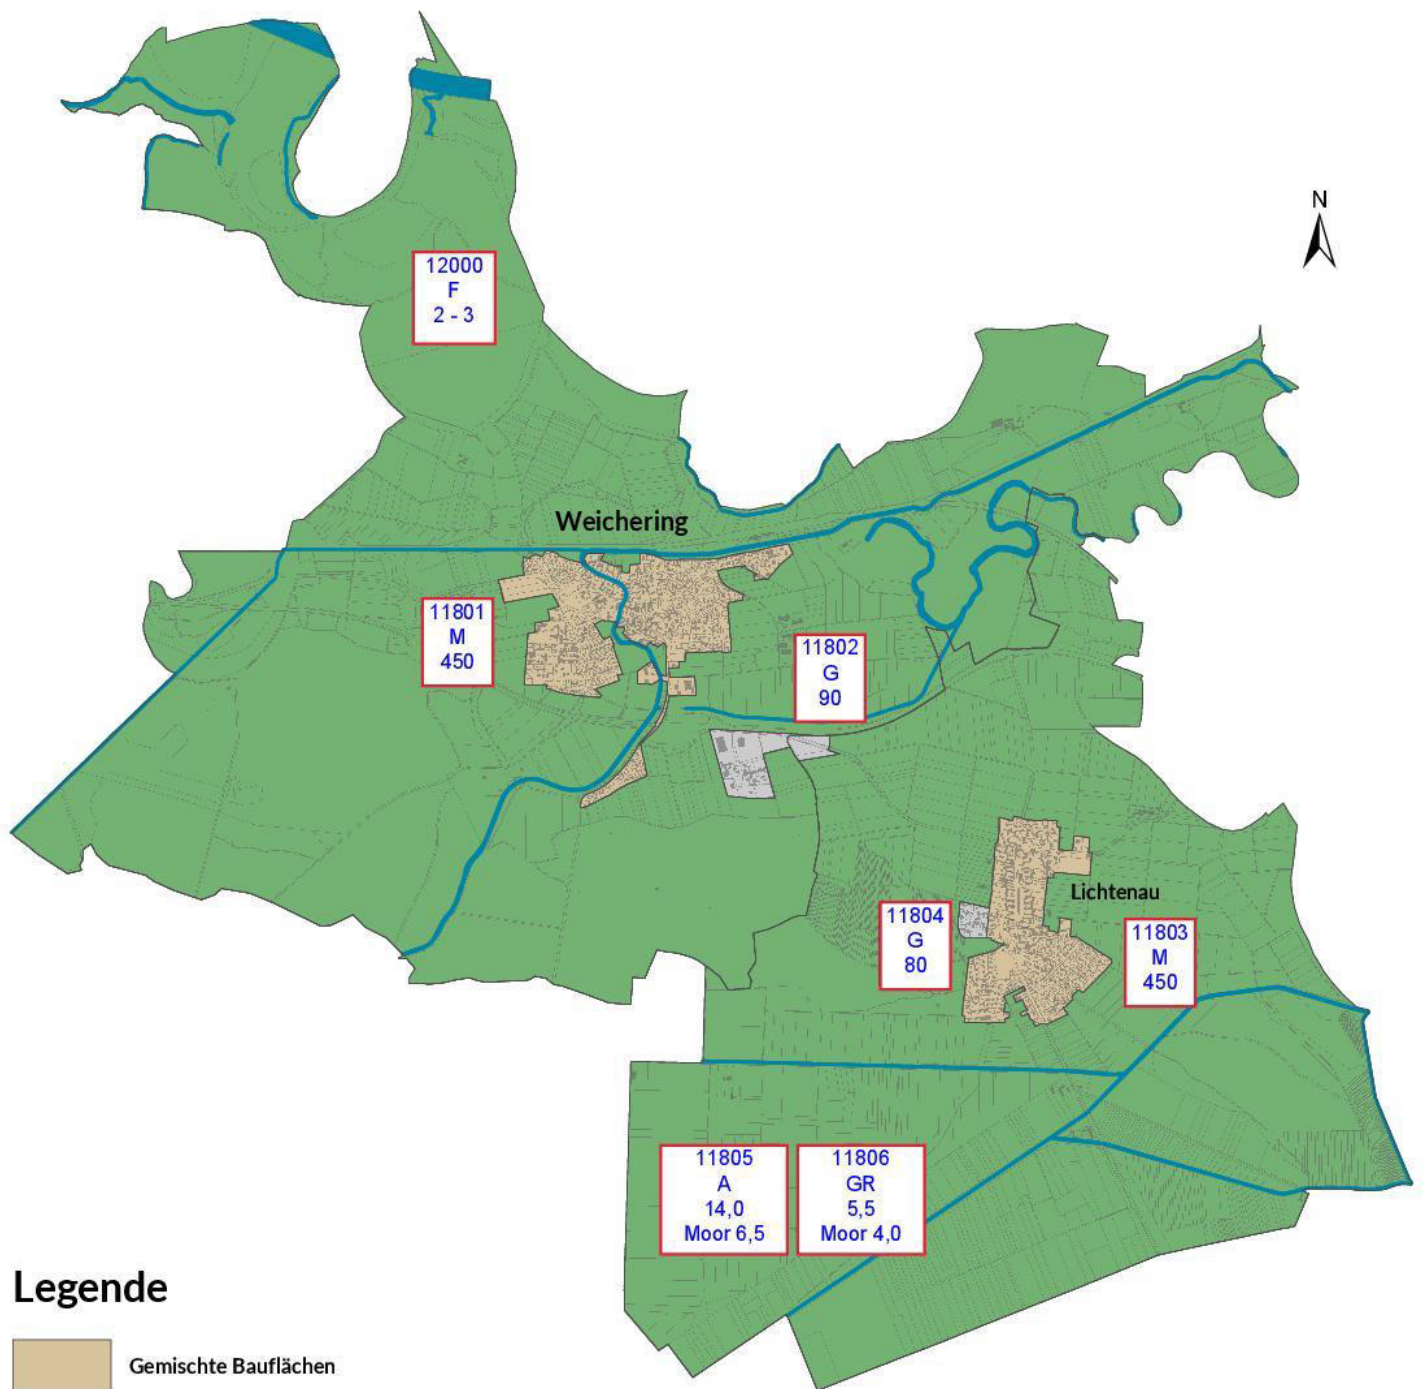 N
12000
F
2 - 3
Weichering
11801
M
450
11802
G
90
Lichtenau
11804
G
80
11803
M
450
11805
A
14,0
Moor 6,5
11806
GR
5,5
Moor 4,0
Legende
Gemischte Bauflächen